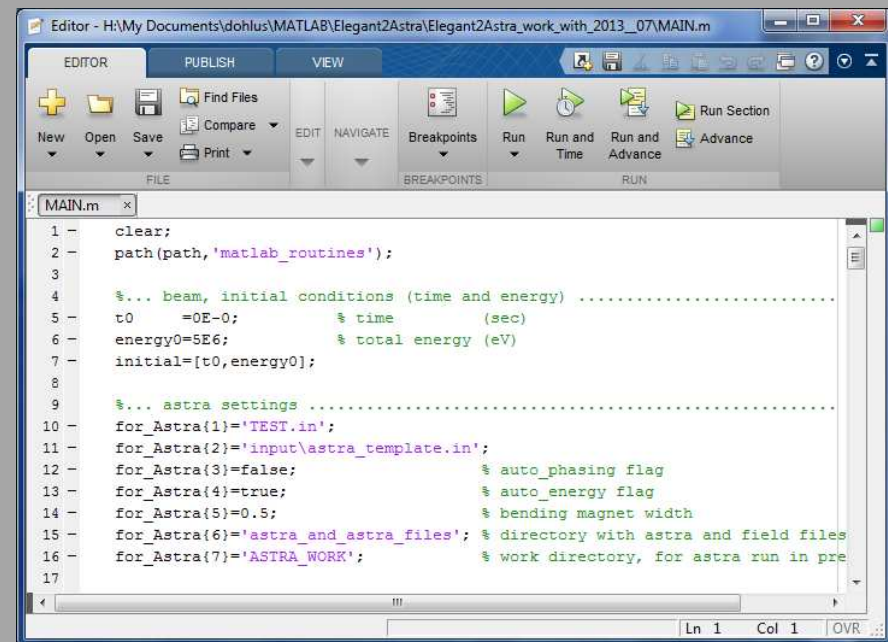 Editor - H:\My Documents\dohlus\MATLAB\Elegant2Astra\Elegant2Astra_work_with_2013__07\MAIN.m
EDITOR PUBLISH VIEW
New Open Save
Find Files
Compare
Print
EDIT NAVIGATE
Breakpoints
Run
Run and Time
Run and Advance
Run Section
Advance
FILE BREAKPOINTS RUN
MAIN.m ×
1 − clear;
2 − path(path,'matlab_routines');
3
4 %... beam, initial conditions (time and energy) ...........................
5 − t0 =0E-0; % time (sec)
6 − energy0=5E6; % total energy (eV)
7 − initial=[t0,energy0];
8
9 %... astra settings .......................................................
10 − for_Astra{1}='TEST.in';
11 − for_Astra{2}='input\astra_template.in';
12 − for_Astra{3}=false; % auto_phasing flag
13 − for_Astra{4}=true; % auto_energy flag
14 − for_Astra{5}=0.5; % bending magnet width
15 − for_Astra{6}='astra_and_astra_files'; % directory with astra and field files
16 − for_Astra{7}='ASTRA_WORK'; % work directory, for astra run in pre
17
Ln 1 Col 1 OVR